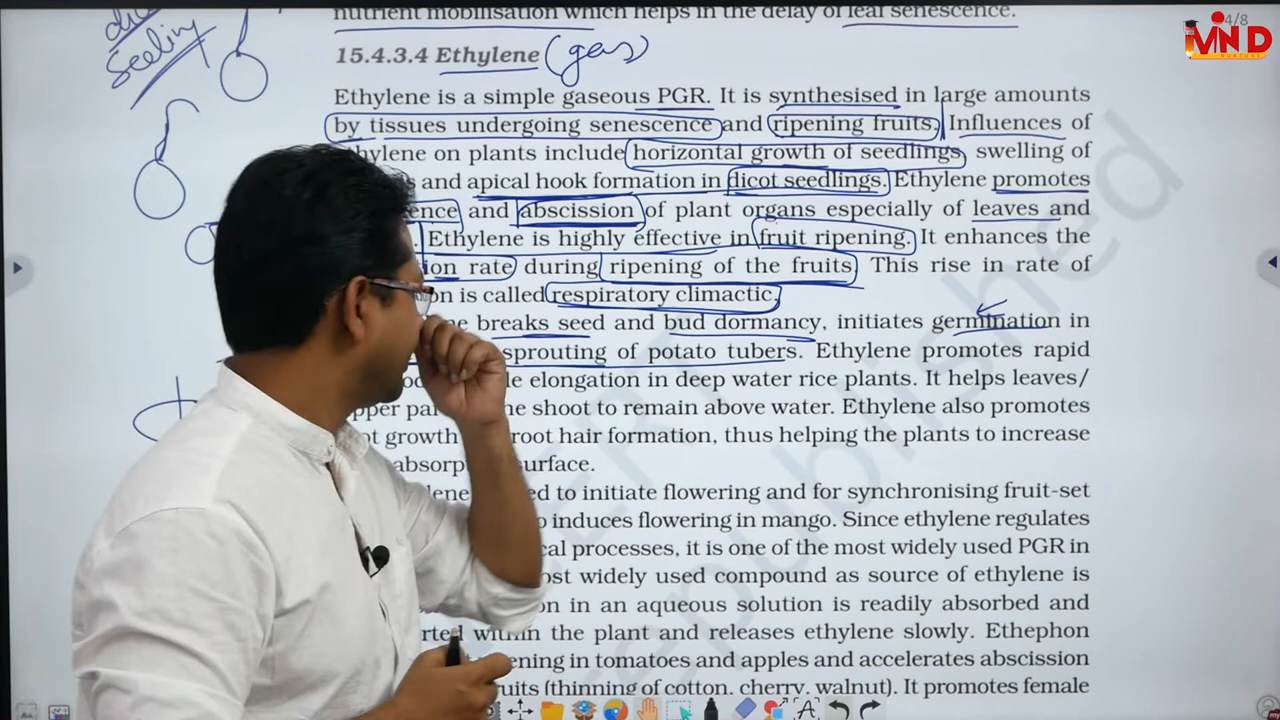 nutrient mobilisation which helps in the delay of leaf senescence.
4/8
MIND
NURTURE
seeling
15.4.3.4 Ethylene (gas)
Ethylene is a simple gaseous PGR. It is synthesised in large amounts
by tissues undergoing senescence and ripening fruits. Influences of
thylene on plants include horizontal growth of seedlings, swelling of
s and apical hook formation in dicot seedlings. Ethylene promotes
ence and abscission of plant organs especially of leaves and
. Ethylene is highly effective in fruit ripening. It enhances the
ion rate during ripening of the fruits. This rise in rate of
on is called respiratory climactic.
ne breaks seed and bud dormancy, initiates germination in
sprouting of potato tubers. Ethylene promotes rapid
elongation in deep water rice plants. It helps leaves/
pper par ne shoot to remain above water. Ethylene also promotes
ot growth root hair formation, thus helping the plants to increase
absorp surface.
lene ed to initiate flowering and for synchronising fruit-set
o induces flowering in mango. Since ethylene regulates
cal processes, it is one of the most widely used PGR in
ost widely used compound as source of ethylene is
on in an aqueous solution is readily absorbed and
rted within the plant and releases ethylene slowly. Ethephon
ening in tomatoes and apples and accelerates abscission
ruits (thinning of cotton, cherry, walnut). It promotes female